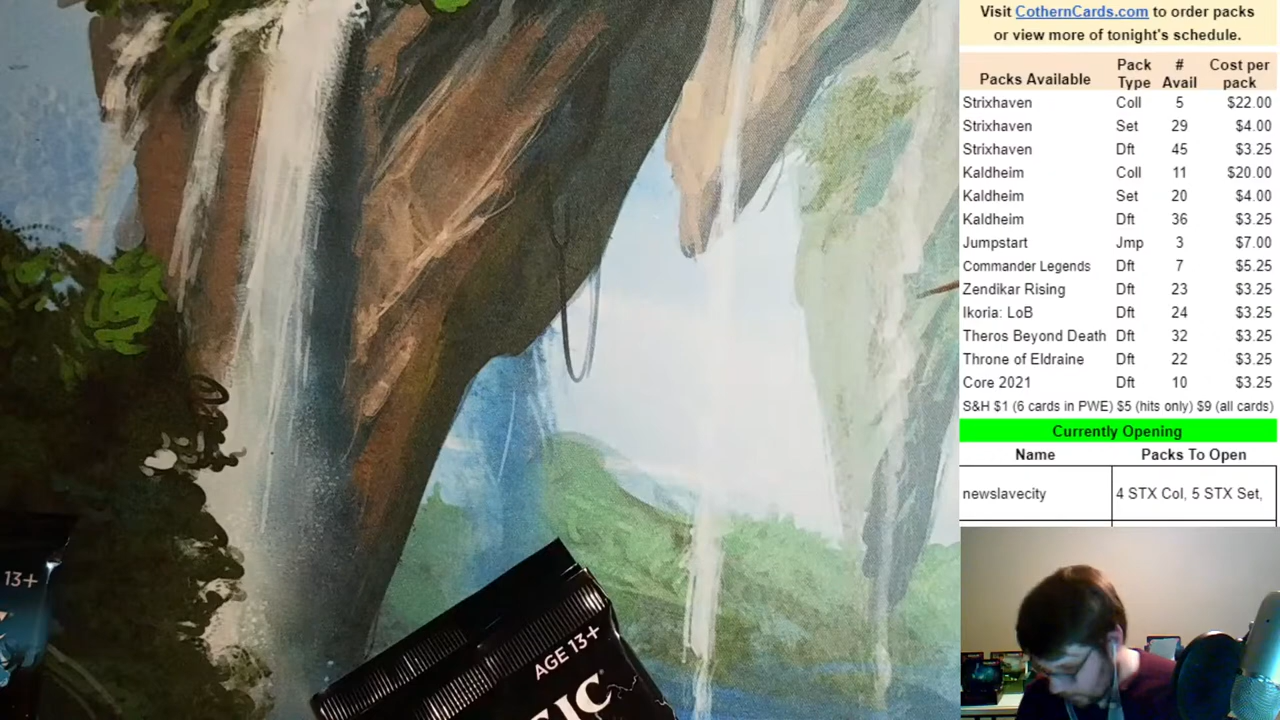 Visit CothernCards.com to order packs
or view more of tonight's schedule.
Packs Available Pack Type # Avail Cost per pack
Strixhaven Coll 5 $22.00
Strixhaven Set 29 $4.00
Strixhaven Dft 45 $3.25
Kaldheim Coll 11 $20.00
Kaldheim Set 20 $4.00
Kaldheim Dft 36 $3.25
Jumpstart Jmp 3 $7.00
Commander Legends Dft 7 $5.25
Zendikar Rising Dft 23 $3.25
Ikoria: LoB Dft 24 $3.25
Theros Beyond Death Dft 32 $3.25
Throne of Eldraine Dft 22 $3.25
Core 2021 Dft 10 $3.25
S&H $1 (6 cards in PWE) $5 (hits only) $9 (all cards)
Currently Opening
Name Packs To Open
newslavecity 4 STX Col, 5 STX Set,
13+
AGE 13+
GIC